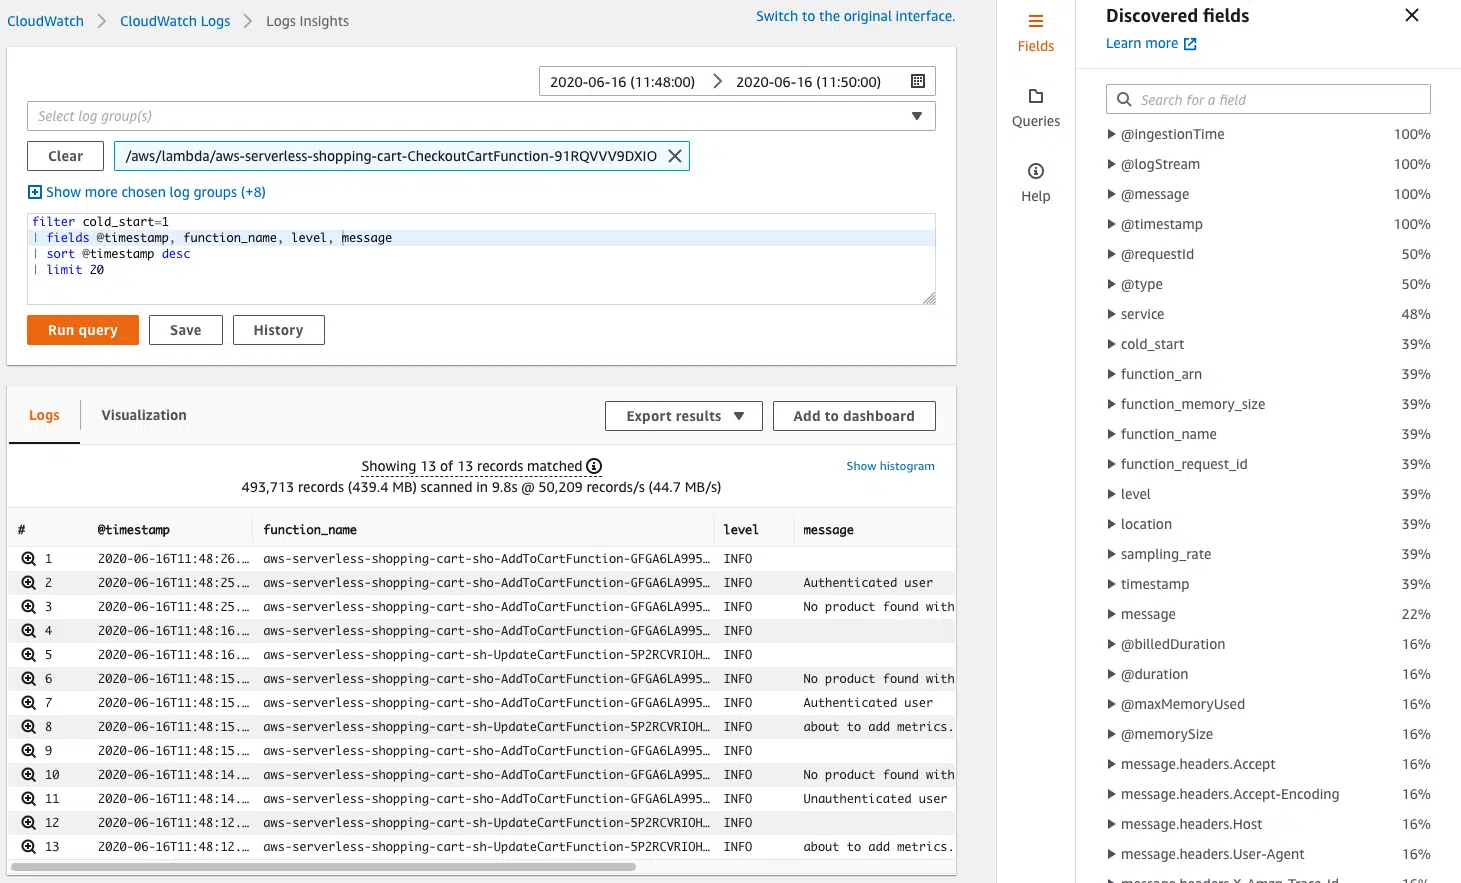 CloudWatch > CloudWatch Logs > Logs Insights
Switch to the original interface.
2020-06-16 (11:48:00) > 2020-06-16 (11:50:00)
Select log group(s)
Clear
/aws/lambda/aws-serverless-shopping-cart-CheckoutCartFunction-91RQVVV9DXIO
Show more chosen log groups (+8)
filter cold_start=1
| fields @timestamp, function_name, level, message
| sort @timestamp desc
| limit 20
Run query
Save
History
Logs
Visualization
Export results
Add to dashboard
Showing 13 of 13 records matched
Show histogram
493,713 records (439.4 MB) scanned in 9.8s @ 50,209 records/s (44.7 MB/s)
# @timestamp function_name level message
1 2020-06-16T11:48:26... aws-serverless-shopping-cart-sho-AddToCartFunction-GFGA6LA995... INFO
2 2020-06-16T11:48:25... aws-serverless-shopping-cart-sho-AddToCartFunction-GFGA6LA995... INFO Authenticated user
3 2020-06-16T11:48:25... aws-serverless-shopping-cart-sho-AddToCartFunction-GFGA6LA995... INFO No product found with
4 2020-06-16T11:48:16... aws-serverless-shopping-cart-sho-AddToCartFunction-GFGA6LA995... INFO
5 2020-06-16T11:48:16... aws-serverless-shopping-cart-sh-UpdateCartFunction-5P2RCVRIOH... INFO
6 2020-06-16T11:48:15... aws-serverless-shopping-cart-sho-AddToCartFunction-GFGA6LA995... INFO No product found with
7 2020-06-16T11:48:15... aws-serverless-shopping-cart-sho-AddToCartFunction-GFGA6LA995... INFO Authenticated user
8 2020-06-16T11:48:15... aws-serverless-shopping-cart-sh-UpdateCartFunction-5P2RCVRIOH... INFO about to add metrics.
9 2020-06-16T11:48:15... aws-serverless-shopping-cart-sho-AddToCartFunction-GFGA6LA995... INFO
10 2020-06-16T11:48:14... aws-serverless-shopping-cart-sho-AddToCartFunction-GFGA6LA995... INFO No product found with
11 2020-06-16T11:48:14... aws-serverless-shopping-cart-sho-AddToCartFunction-GFGA6LA995... INFO Unauthenticated user
12 2020-06-16T11:48:12... aws-serverless-shopping-cart-sh-UpdateCartFunction-5P2RCVRIOH... INFO
13 2020-06-16T11:48:12... aws-serverless-shopping-cart-sh-UpdateCartFunction-5P2RCVRIOH... INFO about to add metrics.
Fields
Queries
Help
Discovered fields
Learn more
Search for a field
@ingestionTime 100%
@logStream 100%
@message 100%
@timestamp 100%
@requestId 50%
@type 50%
service 48%
cold_start 39%
function_arn 39%
function_memory_size 39%
function_name 39%
function_request_id 39%
level 39%
location 39%
sampling_rate 39%
timestamp 39%
message 22%
@billedDuration 16%
@duration 16%
@maxMemoryUsed 16%
@memorySize 16%
message.headers.Accept 16%
message.headers.Accept-Encoding 16%
message.headers.Host 16%
message.headers.User-Agent 16%
message.headers.X-Amzn-Trace-Id 16%